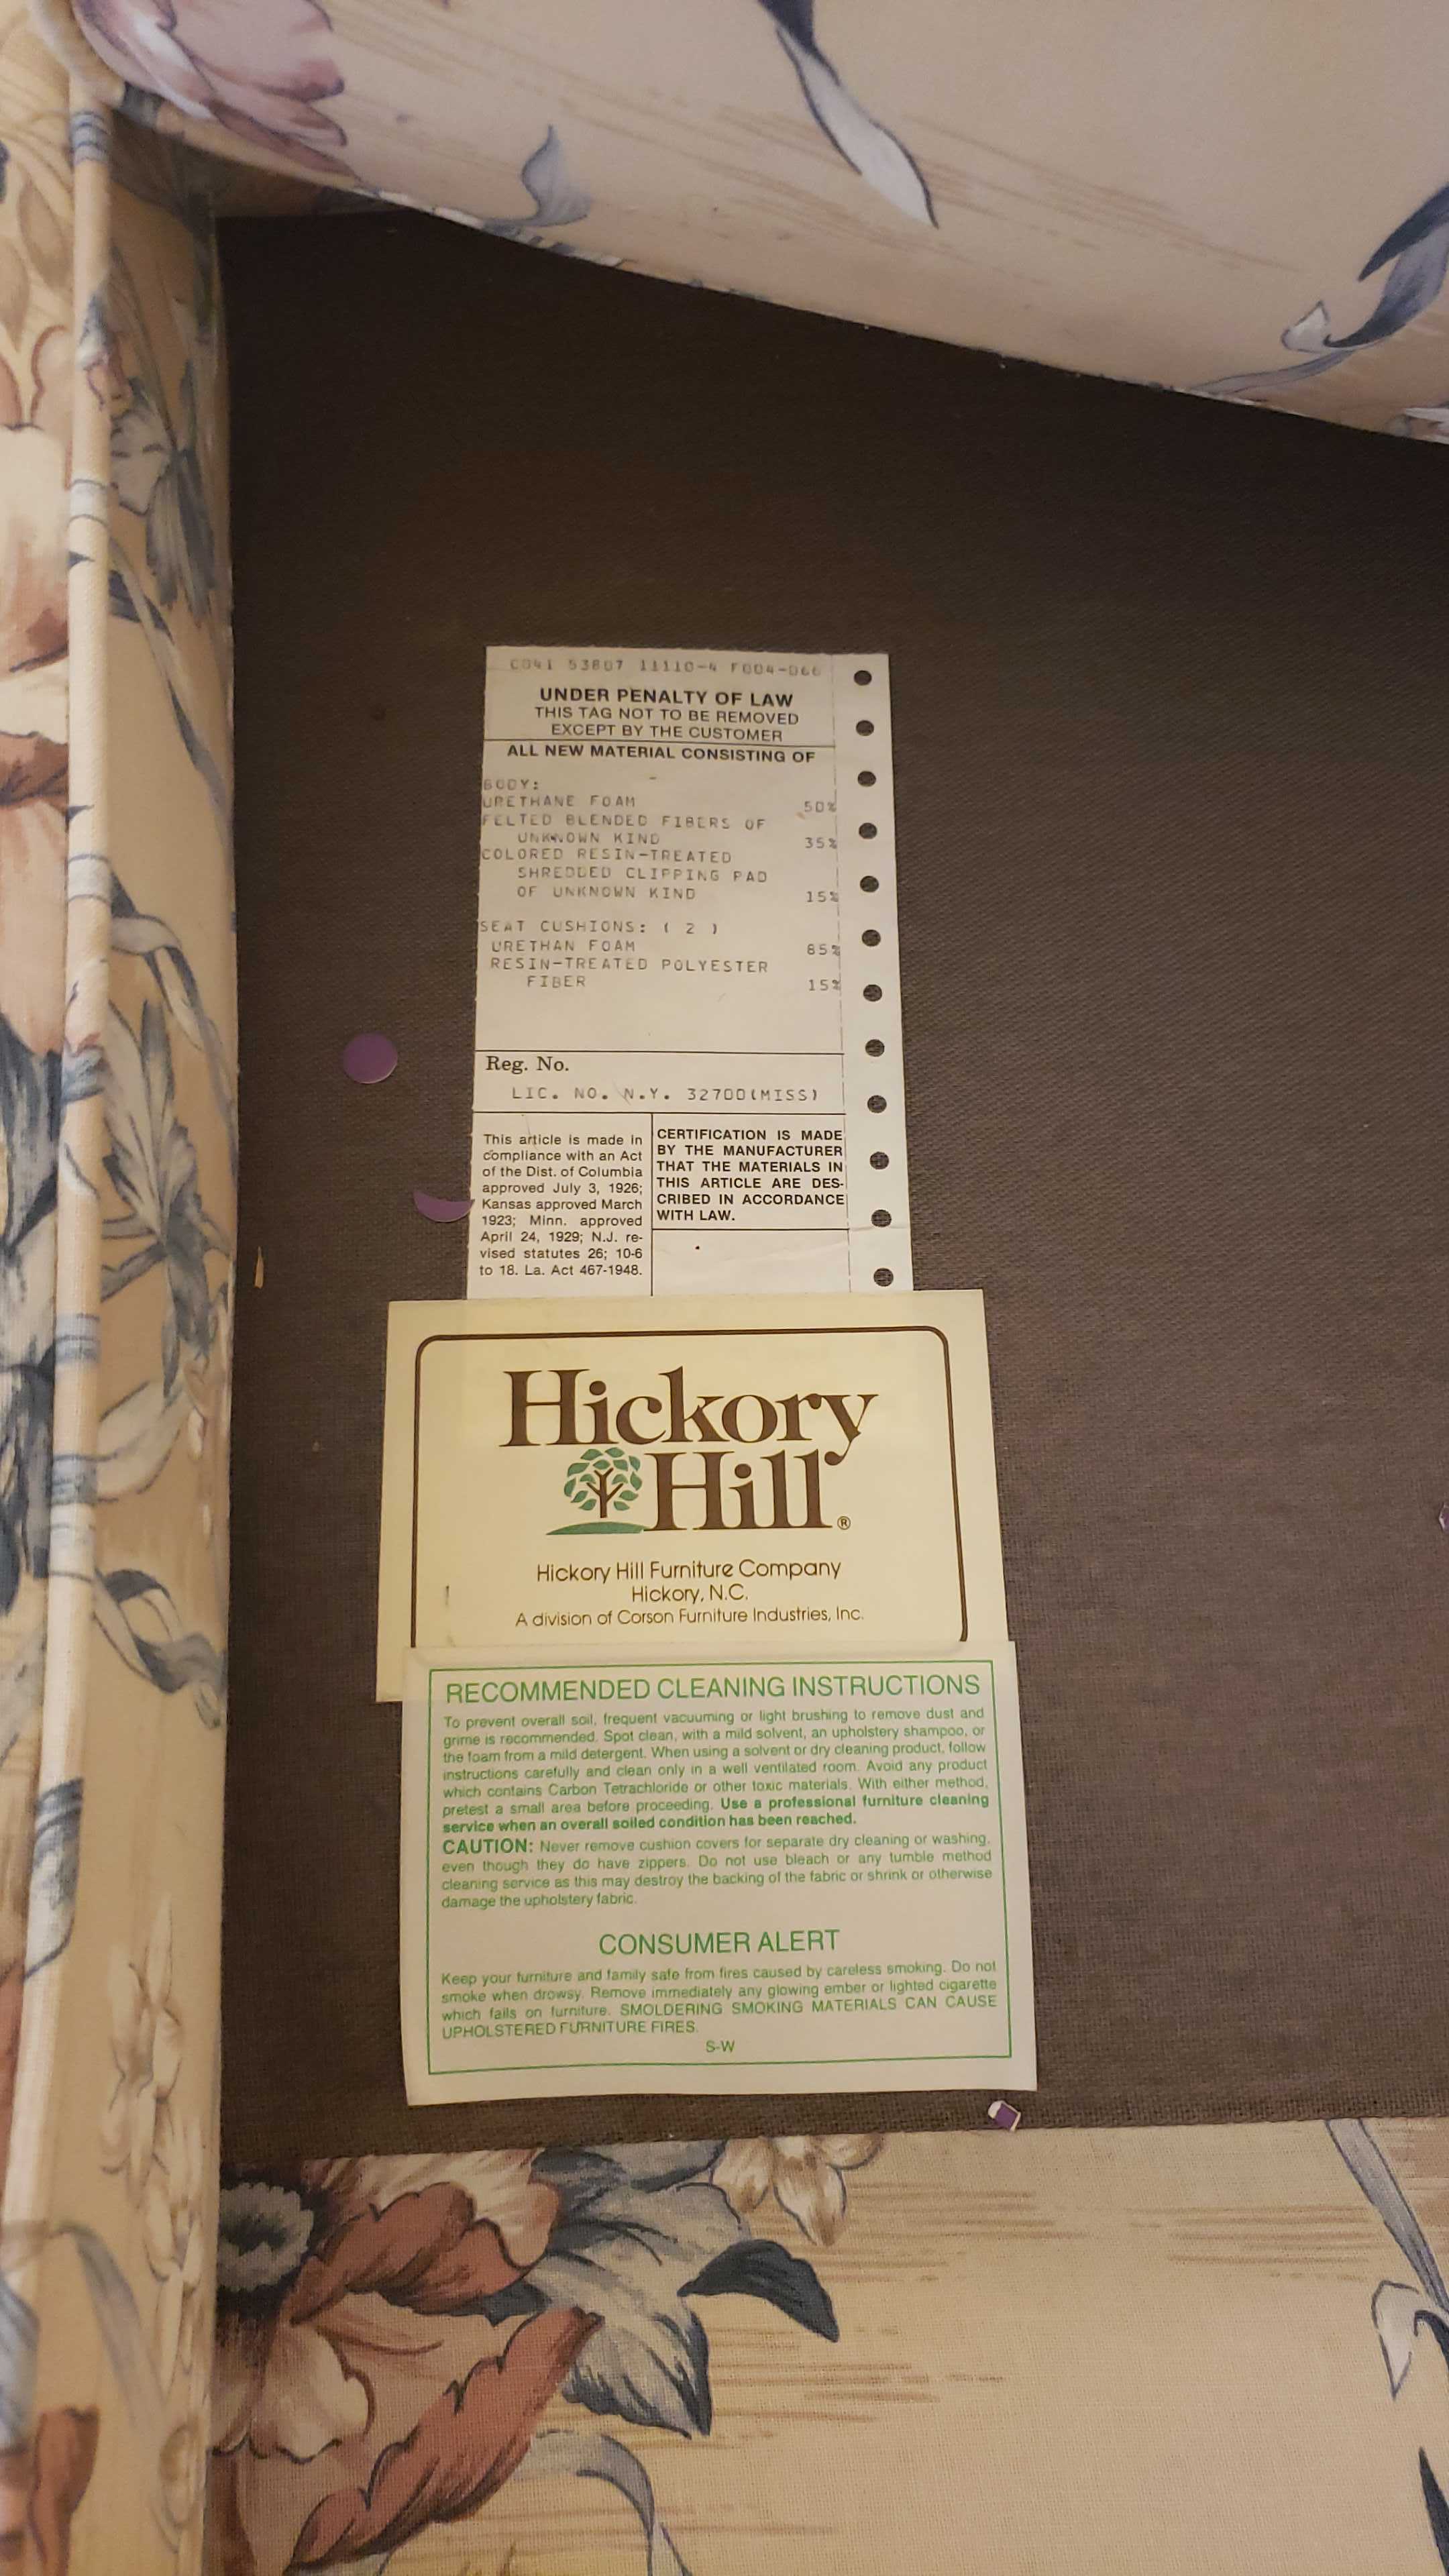 C041 53807 11110-4 F004-066
UNDER PENALTY OF LAW
THIS TAG NOT TO BE REMOVED
EXCEPT BY THE CUSTOMER
ALL NEW MATERIAL CONSISTING OF
BODY:
URETHANE FOAM 50%
FELTED BLENDED FIBERS OF
UNKNOWN KIND 35%
COLORED RESIN-TREATED
SHREDDED CLIPPING PAD
OF UNKNOWN KIND 15%
SEAT CUSHIONS: ( 2 )
URETHAN FOAM 85%
RESIN-TREATED POLYESTER
FIBER 15%
Reg. No.
LIC. NO. N.Y. 32700(MISS)
This article is made in
compliance with an Act
of the Dist. of Columbia
approved July 3, 1926;
Kansas approved March
1923; Minn. approved
April 24, 1929; N.J. re-
vised statutes 26; 10-6
to 18. La. Act 467-1948.
CERTIFICATION IS MADE
BY THE MANUFACTURER
THAT THE MATERIALS IN
THIS ARTICLE ARE DES-
CRIBED IN ACCORDANCE
WITH LAW.
Hickory
Hill®
Hickory Hill Furniture Company
Hickory, N.C.
A division of Corson Furniture Industries, Inc.
RECOMMENDED CLEANING INSTRUCTIONS
To prevent overall soil, frequent vacuuming or light brushing to remove dust and
grime is recommended. Spot clean, with a mild solvent, an upholstery shampoo, or
the foam from a mild detergent. When using a solvent or dry cleaning product, follow
instructions carefully and clean only in a well ventilated room. Avoid any product
which contains Carbon Tetrachloride or other toxic materials. With either method,
pretest a small area before proceeding. Use a professional furniture cleaning
service when an overall soiled condition has been reached.
CAUTION: Never remove cushion covers for separate dry cleaning or washing,
even though they do have zippers. Do not use bleach or any tumble method
cleaning service as this may destroy the backing of the fabric or shrink or otherwise
damage the upholstery fabric.
CONSUMER ALERT
Keep your furniture and family safe from fires caused by careless smoking. Do not
smoke when drowsy. Remove immediately any glowing ember or lighted cigarette
which falls on furniture. SMOLDERING SMOKING MATERIALS CAN CAUSE
UPHOLSTERED FURNITURE FIRES.
S-W